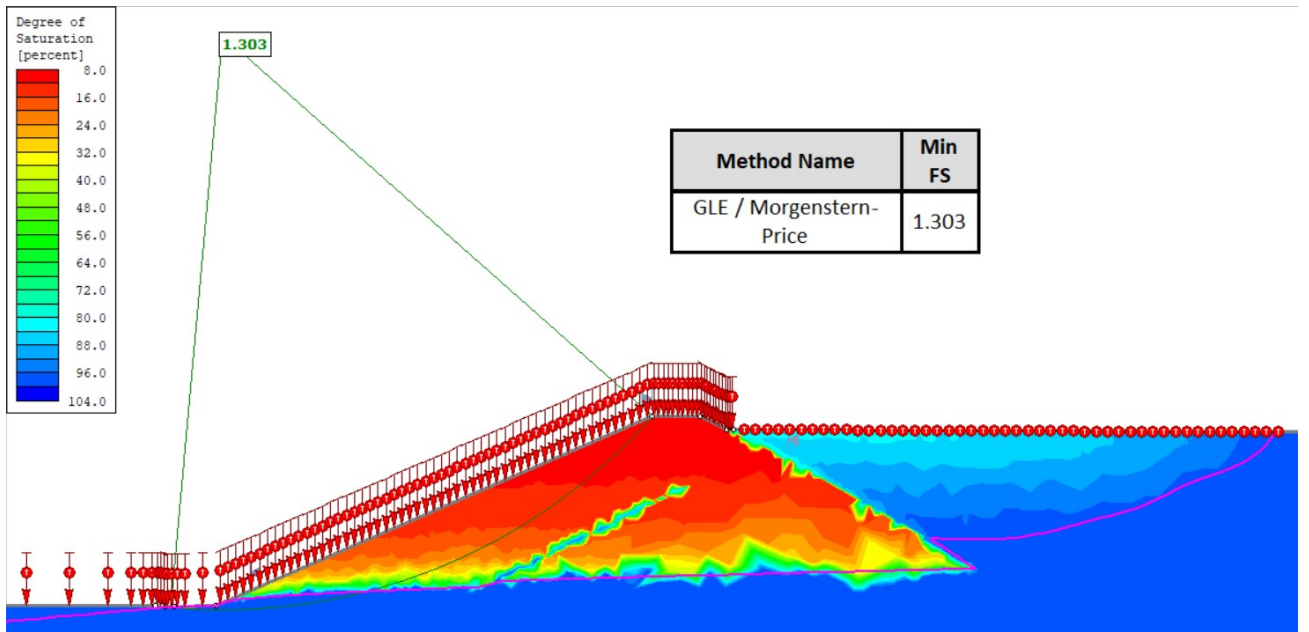 Degree of
Saturation
[percent]
8.0
16.0
24.0
32.0
40.0
48.0
56.0
64.0
72.0
80.0
88.0
96.0
104.0
1.303
Method Name Min
FS
GLE / Morgenstern-
Price 1.303